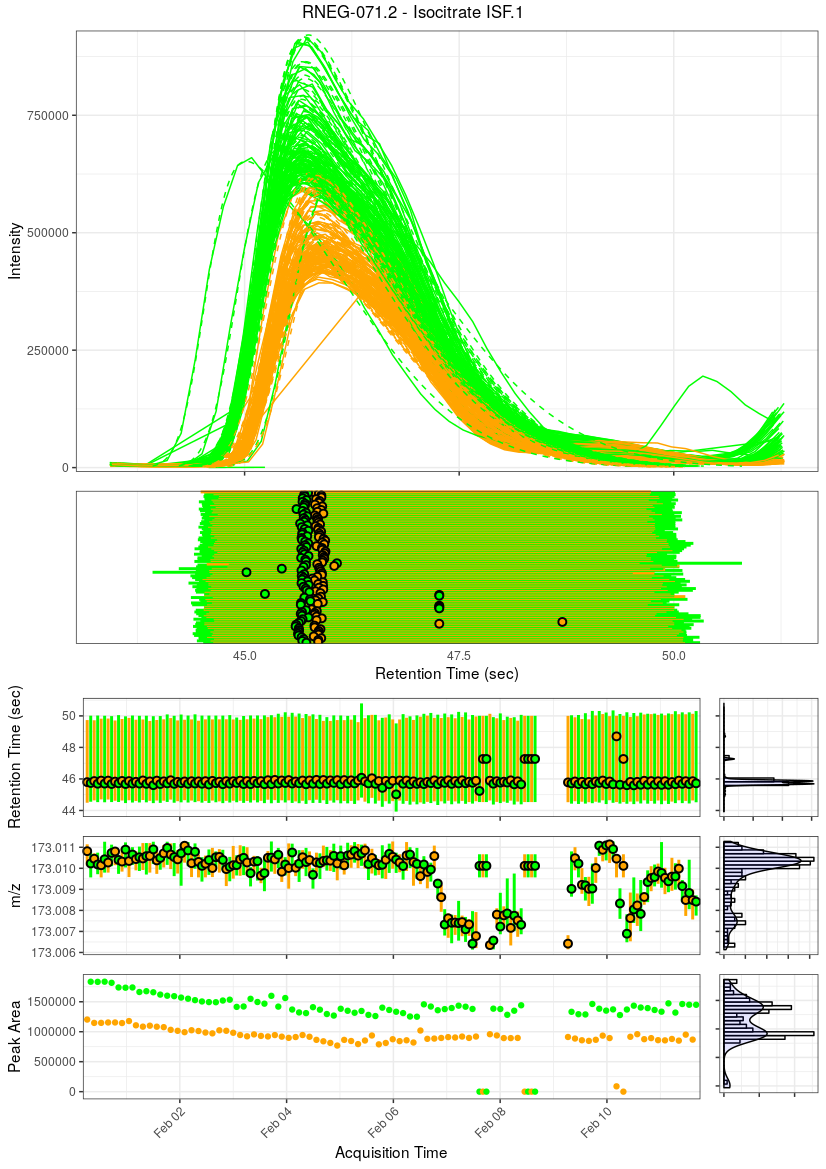 RNEG-071.2 - Isocitrate ISF.1
Intensity
750000
500000
250000
0
45.0 47.5 50.0
Retention Time (sec)
Retention Time (sec)
50
48
46
44
m/z
173.011
173.010
173.009
173.008
173.007
173.006
Peak Area
1500000
1000000
500000
0
Feb 02 Feb 04 Feb 06 Feb 08 Feb 10
Acquisition Time